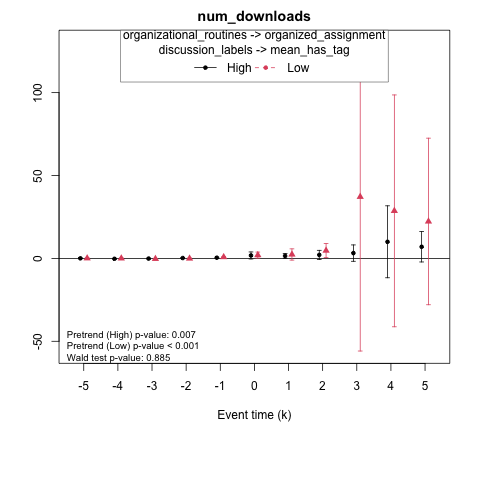 num_downloads
organizational_routines -> organized_assignment
discussion_labels -> mean_has_tag
High Low
100
50
0
-50
Pretrend (High) p-value: 0.007
Pretrend (Low) p-value < 0.001
Wald test p-value: 0.885
-5 -4 -3 -2 -1 0 1 2 3 4 5
Event time (k)